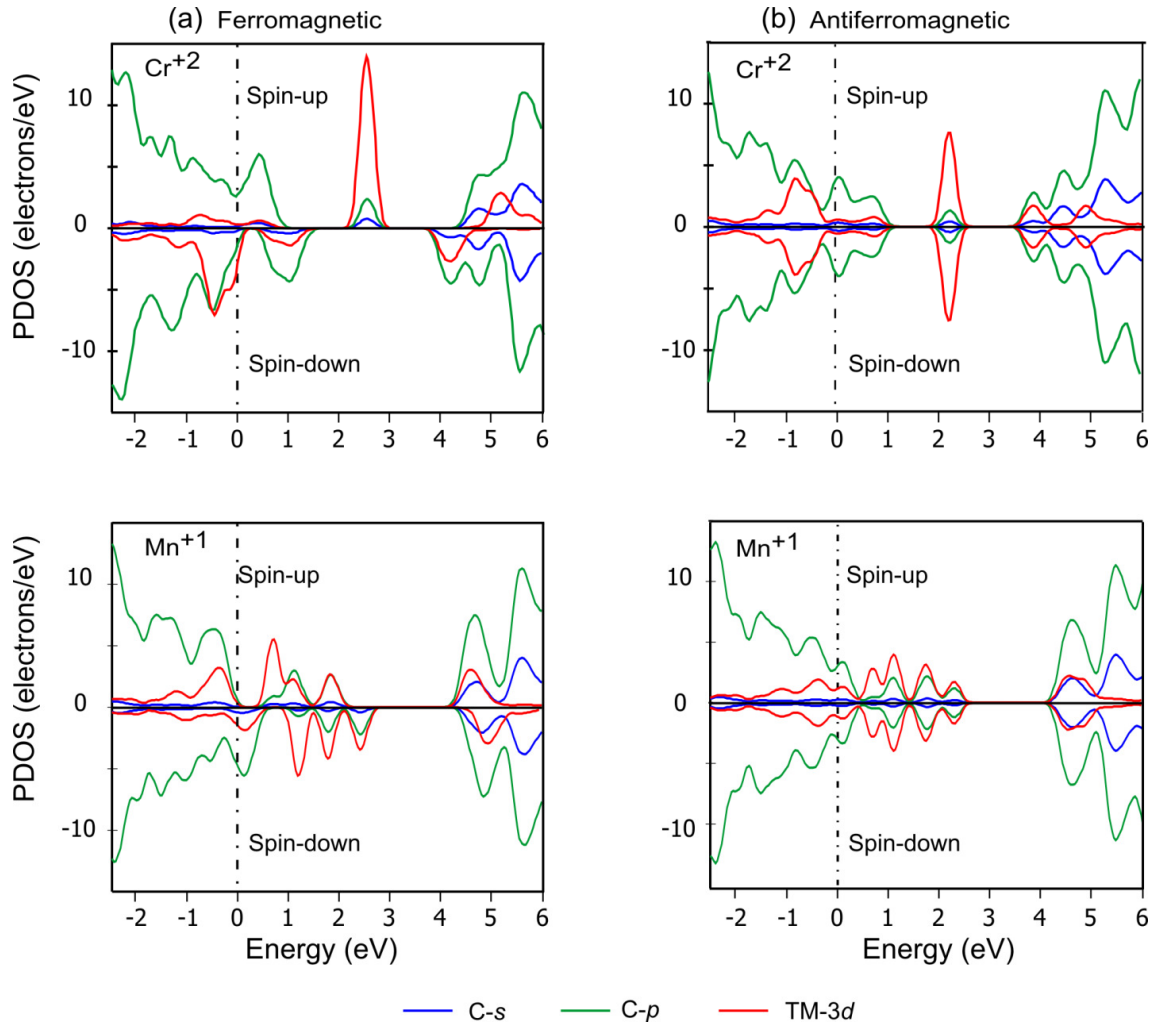 (a) Ferromagnetic
(b) Antiferromagnetic
PDOS (electrons/eV)
10
0
-10
Cr+2
Spin-up
Spin-down
-2 -1 0 1 2 3 4 5 6
10
0
-10
Cr+2
Spin-up
Spin-down
-2 -1 0 1 2 3 4 5 6
PDOS (electrons/eV)
10
0
-10
Mn+1
Spin-up
Spin-down
-2 -1 0 1 2 3 4 5 6
Energy (eV)
10
0
-10
Mn+1
Spin-up
Spin-down
-2 -1 0 1 2 3 4 5 6
Energy (eV)
C-s C-p TM-3d